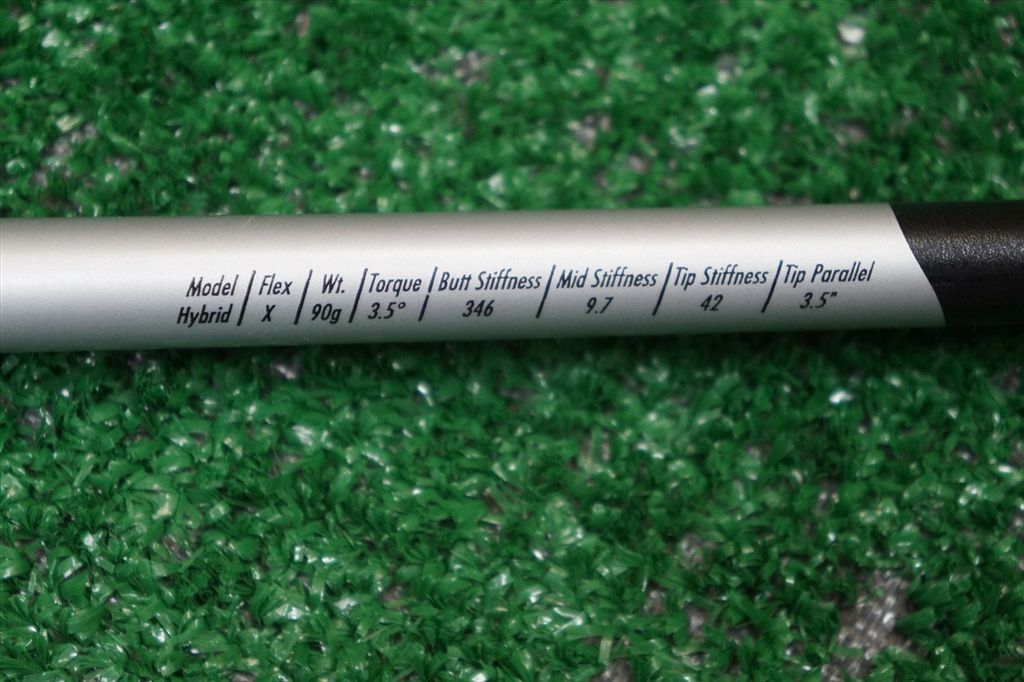 Model / Flex / Wt. / Torque / Butt Stiffness / Mid Stiffness / Tip Stiffness / Tip Parallel
Hybrid / X / 90g / 3.5° / 346 / 9.7 / 42 / 3.5"